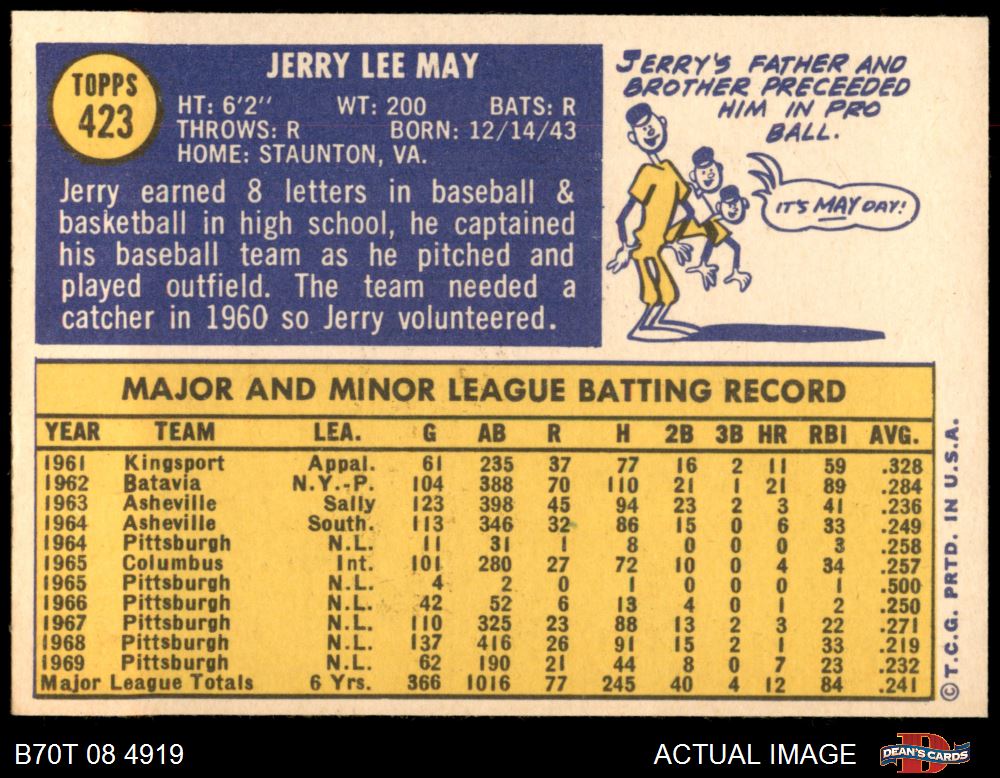 TOPPS
423
JERRY LEE MAY
HT: 6'2" WT: 200 BATS: R
THROWS: R BORN: 12/14/43
HOME: STAUNTON, VA.
Jerry earned 8 letters in baseball &
basketball in high school, he captained
his baseball team as he pitched and
played outfield. The team needed a
catcher in 1960 so Jerry volunteered.
JERRY'S FATHER AND
BROTHER PRECEEDED
HIM IN PRO
BALL.
IT'S MAY DAY!
MAJOR AND MINOR LEAGUE BATTING RECORD
YEAR TEAM LEA. G AB R H 2B 3B HR RBI AVG.
1961 Kingsport Appal. 61 235 37 77 16 2 11 59 .328
1962 Batavia N.Y.-P. 104 388 70 110 21 1 21 89 .284
1963 Asheville Sally 123 398 45 94 23 2 3 41 .236
1964 Asheville South. 113 346 32 86 15 0 6 33 .249
1964 Pittsburgh N.L. 11 31 1 8 0 0 0 3 .258
1965 Columbus Int. 101 280 27 72 10 0 4 34 .257
1965 Pittsburgh N.L. 4 2 0 1 0 0 0 1 .500
1966 Pittsburgh N.L. 42 52 6 13 4 0 1 2 .250
1967 Pittsburgh N.L. 110 325 23 88 13 2 3 22 .271
1968 Pittsburgh N.L. 137 416 26 91 15 2 1 33 .219
1969 Pittsburgh N.L. 62 190 21 44 8 0 7 23 .232
Major League Totals 6 Yrs. 366 1016 77 245 40 4 12 84 .241
© T.C.G. PRTD. IN U.S.A.
B70T 08 4919
ACTUAL IMAGE
DEAN'S CARDS